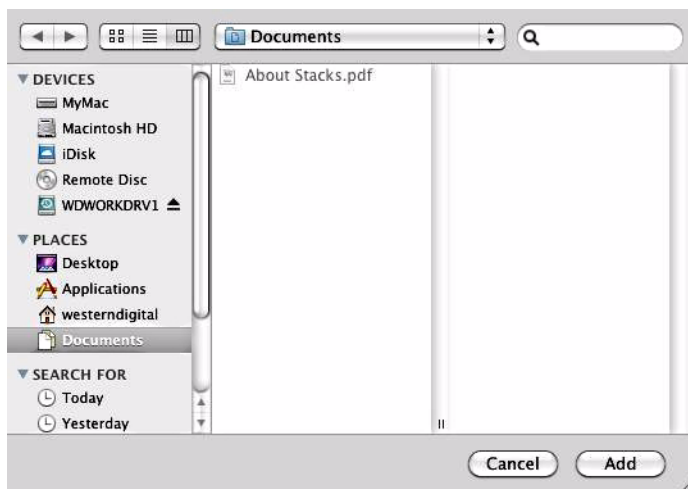 Documents
DEVICES
MyMac
Macintosh HD
iDisk
Remote Disc
WDWORKDRV1
PLACES
Desktop
Applications
westerndigital
Documents
SEARCH FOR
Today
Yesterday
About Stacks.pdf
Cancel
Add